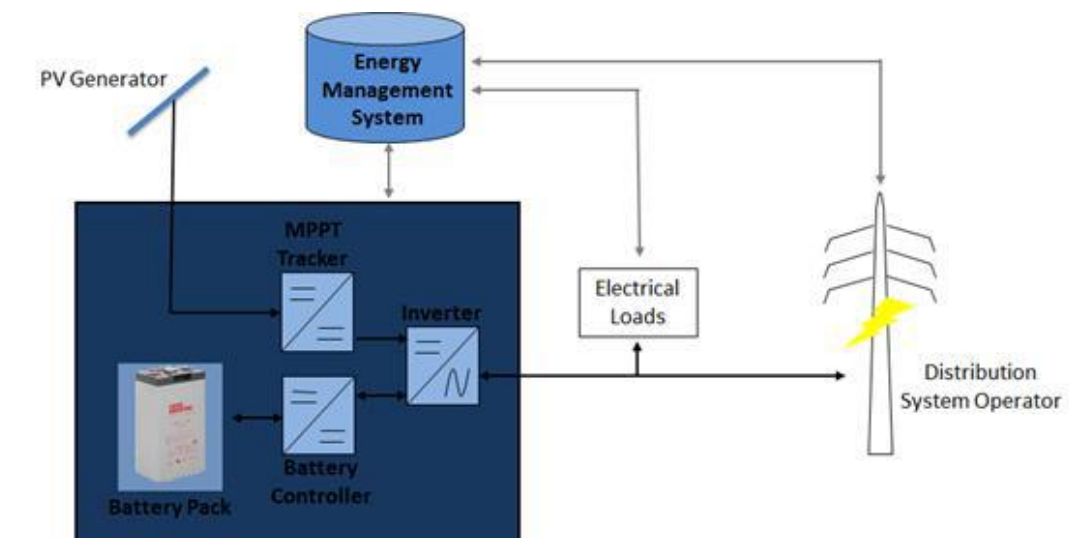 PV Generator
Energy
Management
System
MPPT
Tracker
Inverter
Electrical
Loads
Battery
Controller
Battery Pack
Distribution
System Operator